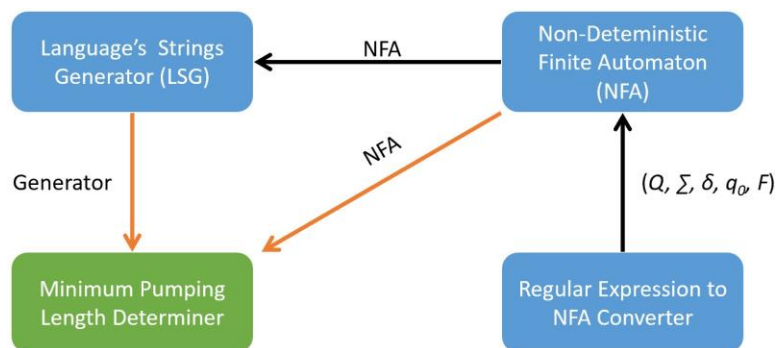 Language's Strings
Generator (LSG)
NFA
Non-Deteministic
Finite Automaton
(NFA)
NFA
Generator
(Q, ∑, δ, q₀, F)
Minimum Pumping
Length Determiner
Regular Expression to
NFA Converter